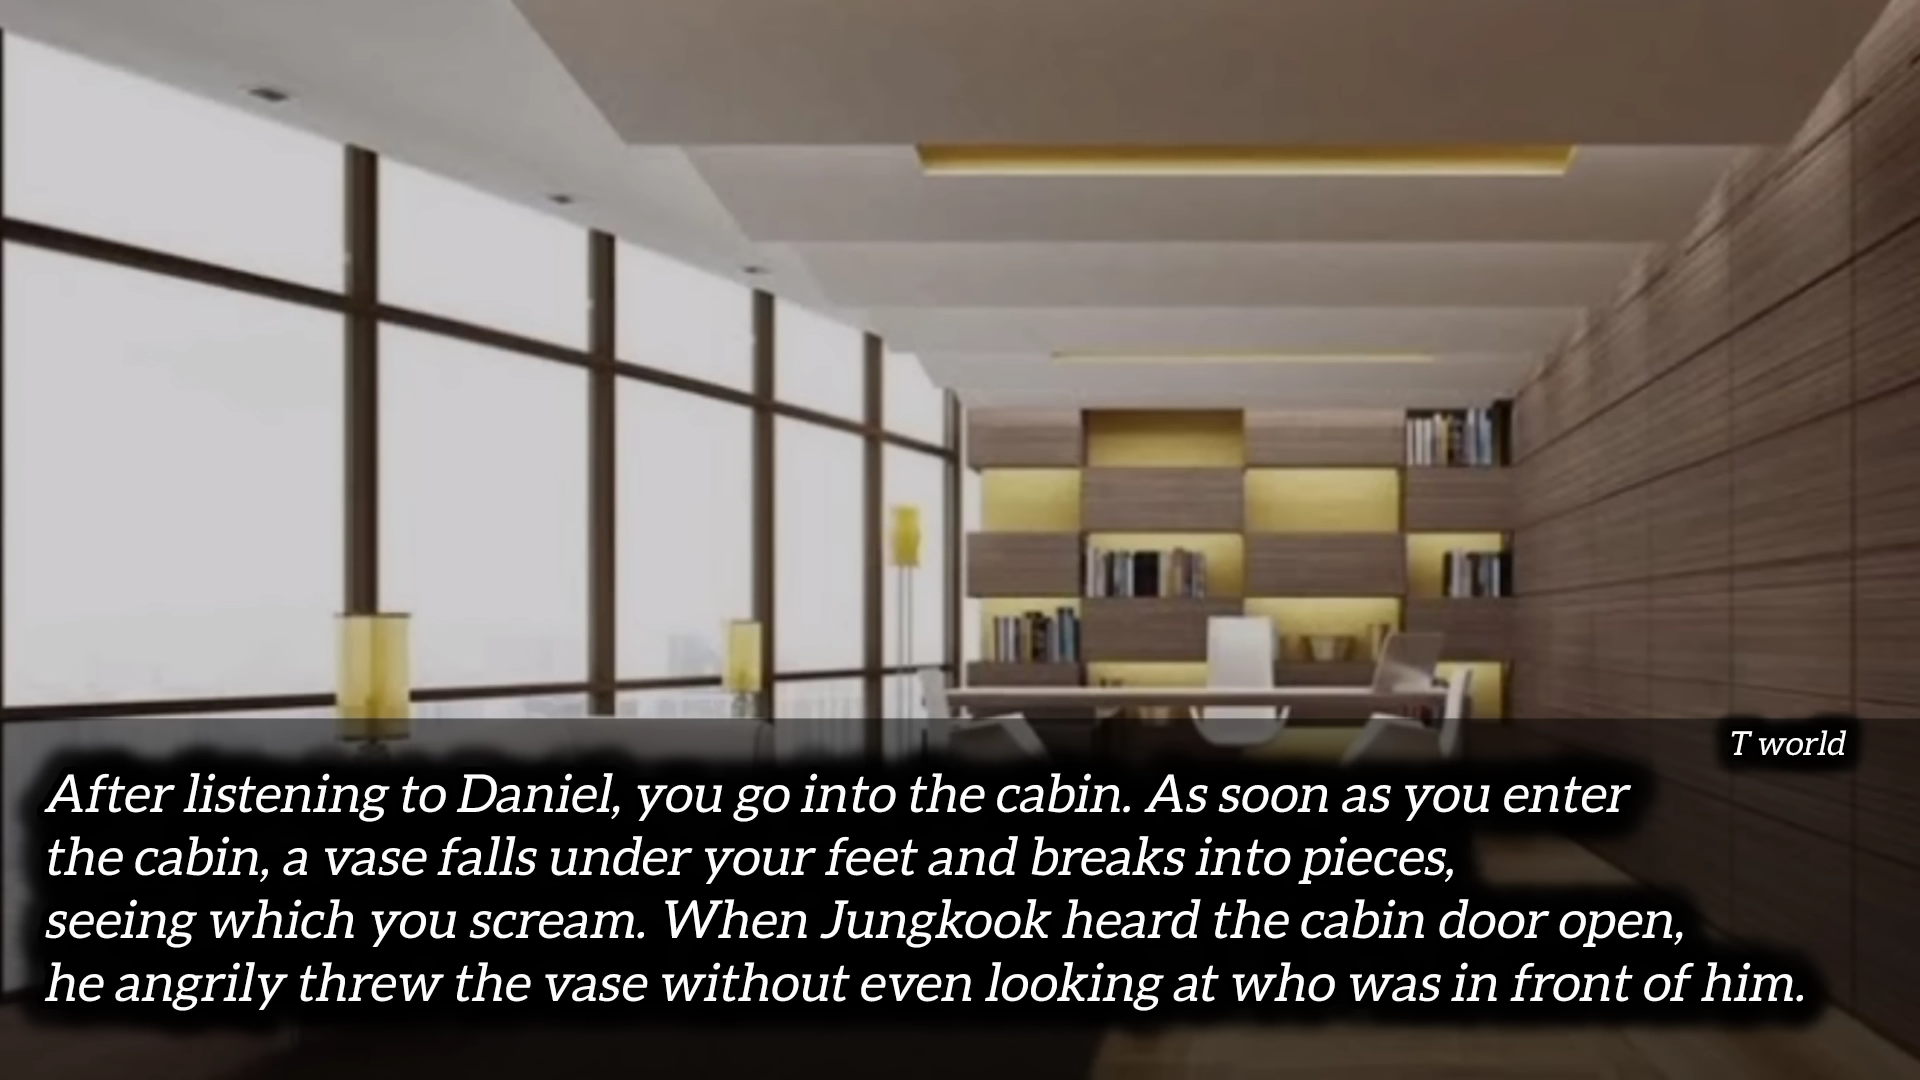 T world
After listening to Daniel, you go into the cabin. As soon as you enter
the cabin, a vase falls under your feet and breaks into pieces,
seeing which you scream. When Jungkook heard the cabin door open,
he angrily threw the vase without even looking at who was in front of him.